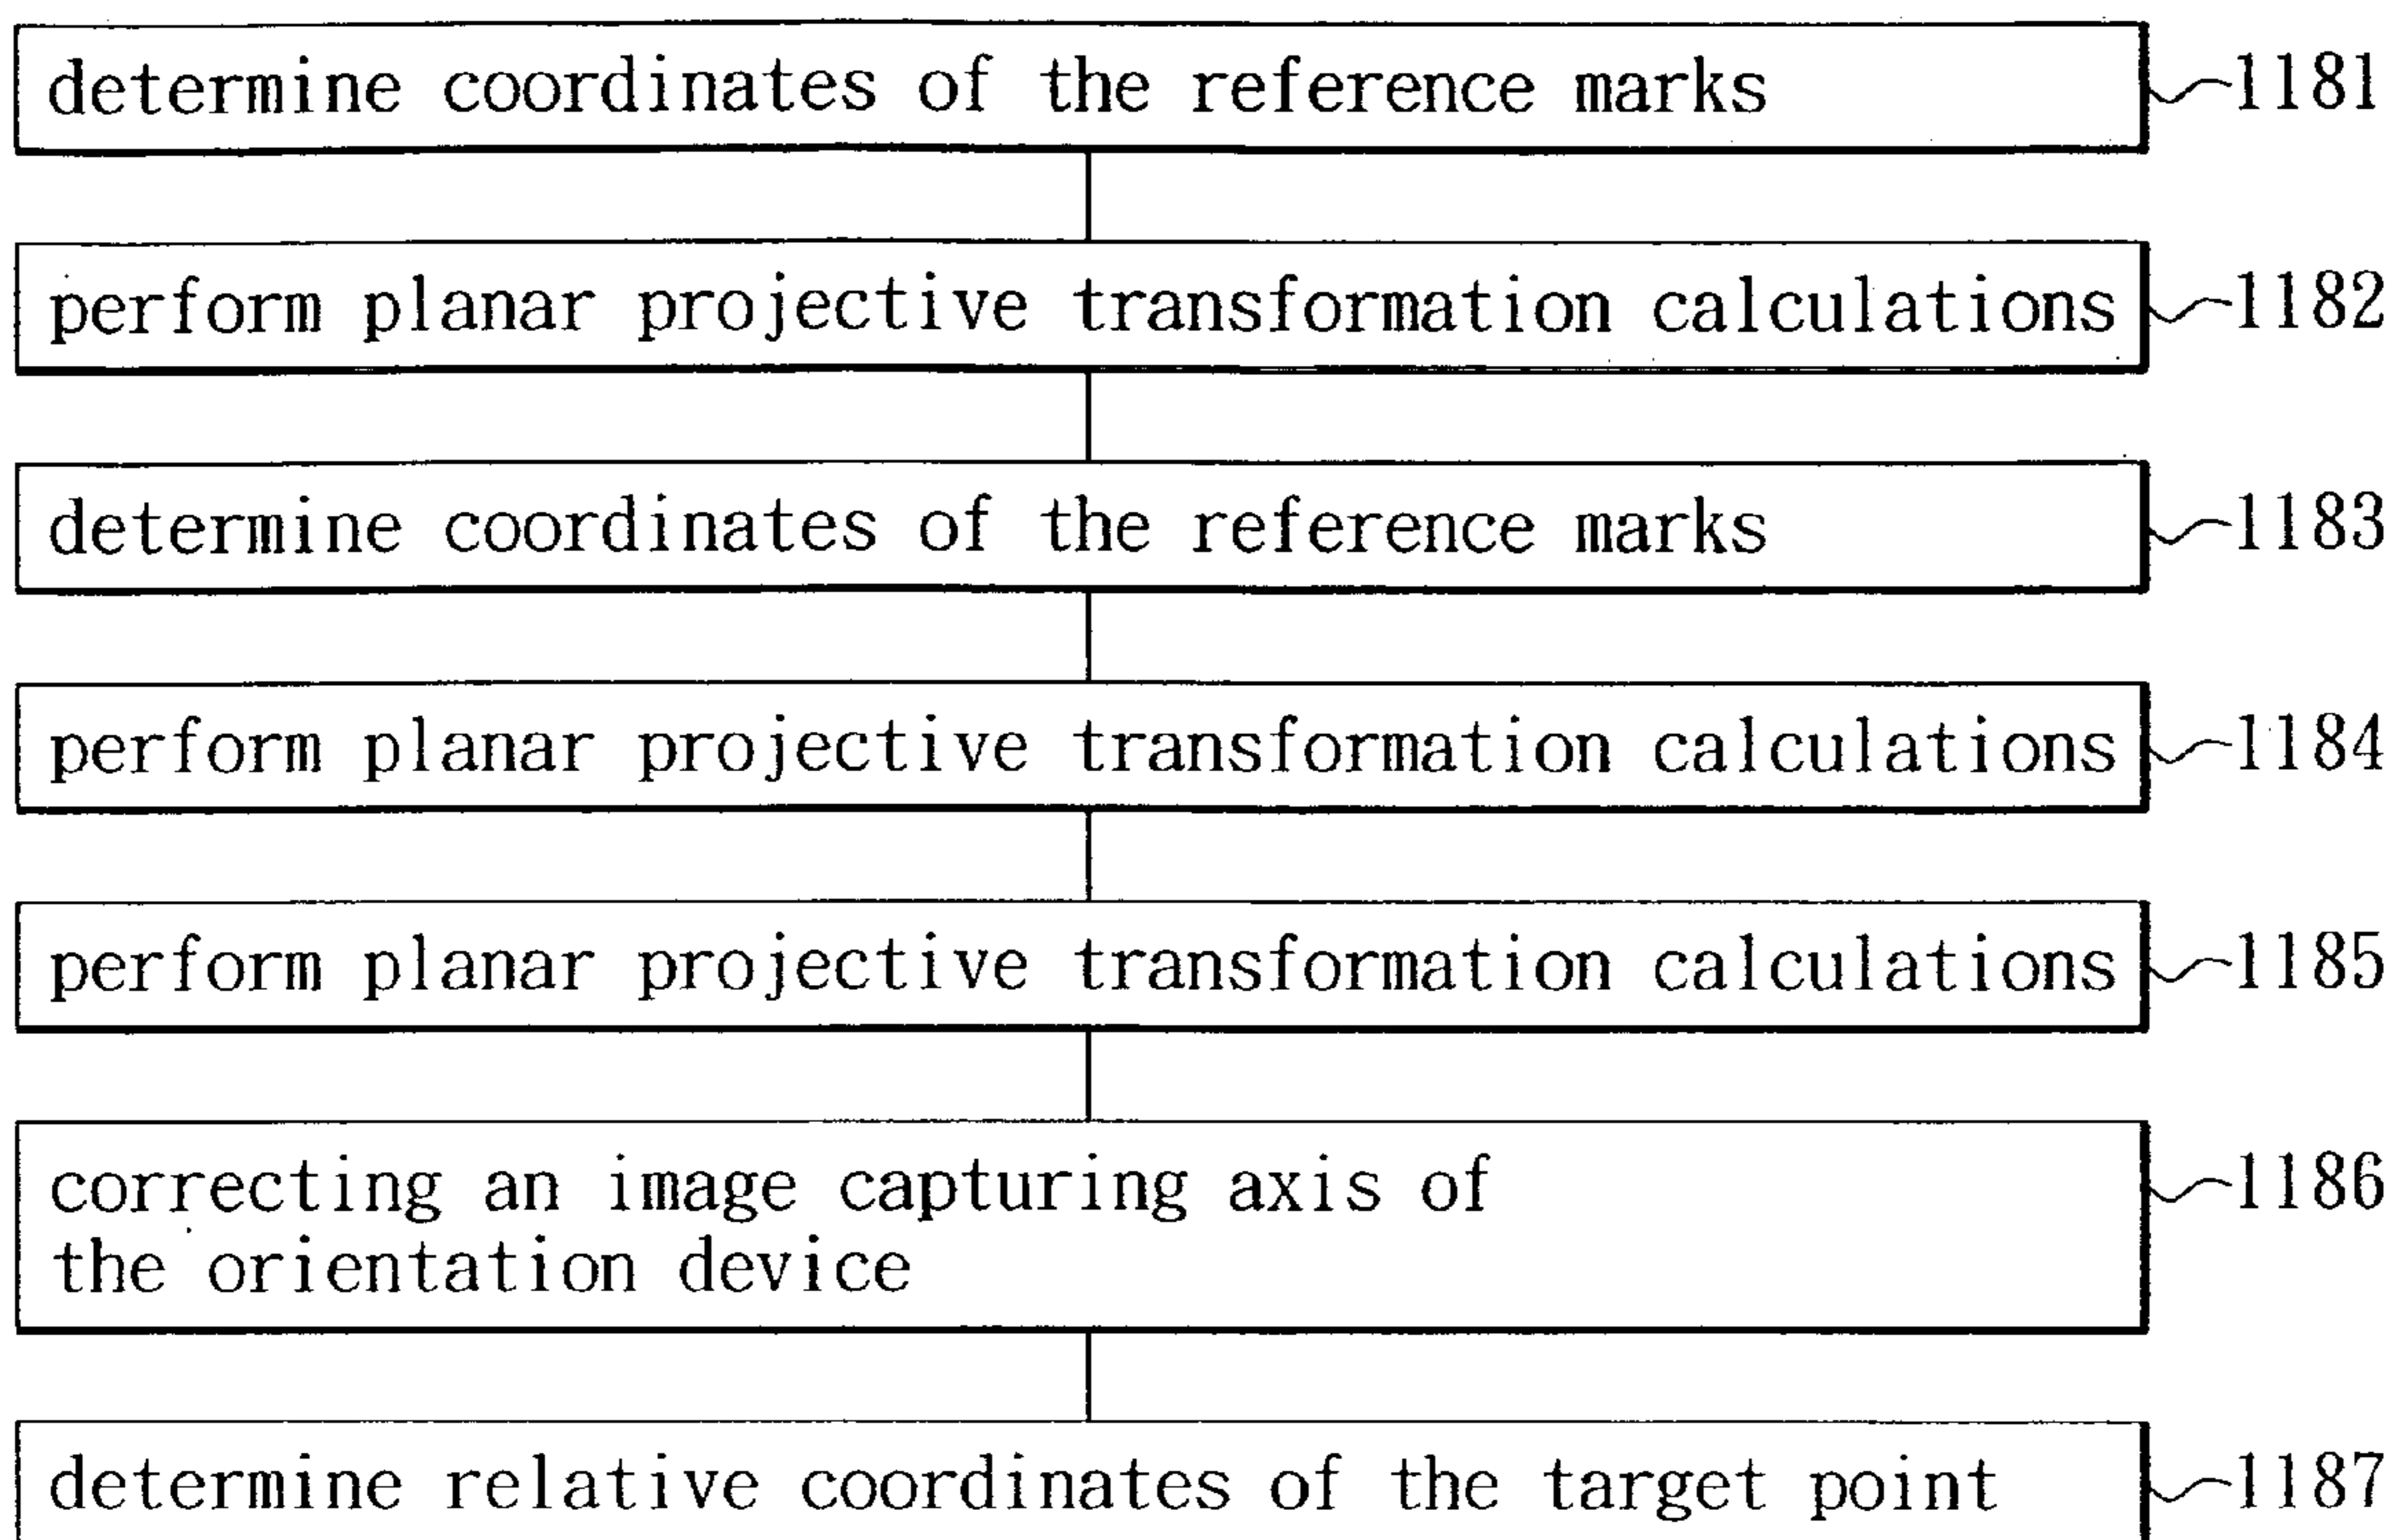 determine coordinates of the reference marks 1181
perform planar projective transformation calculations 1182
determine coordinates of the reference marks 1183
perform planar projective transformation calculations 1184
perform planar projective transformation calculations 1185
correcting an image capturing axis of 1186
the orientation device
determine relative coordinates of the target point 1187